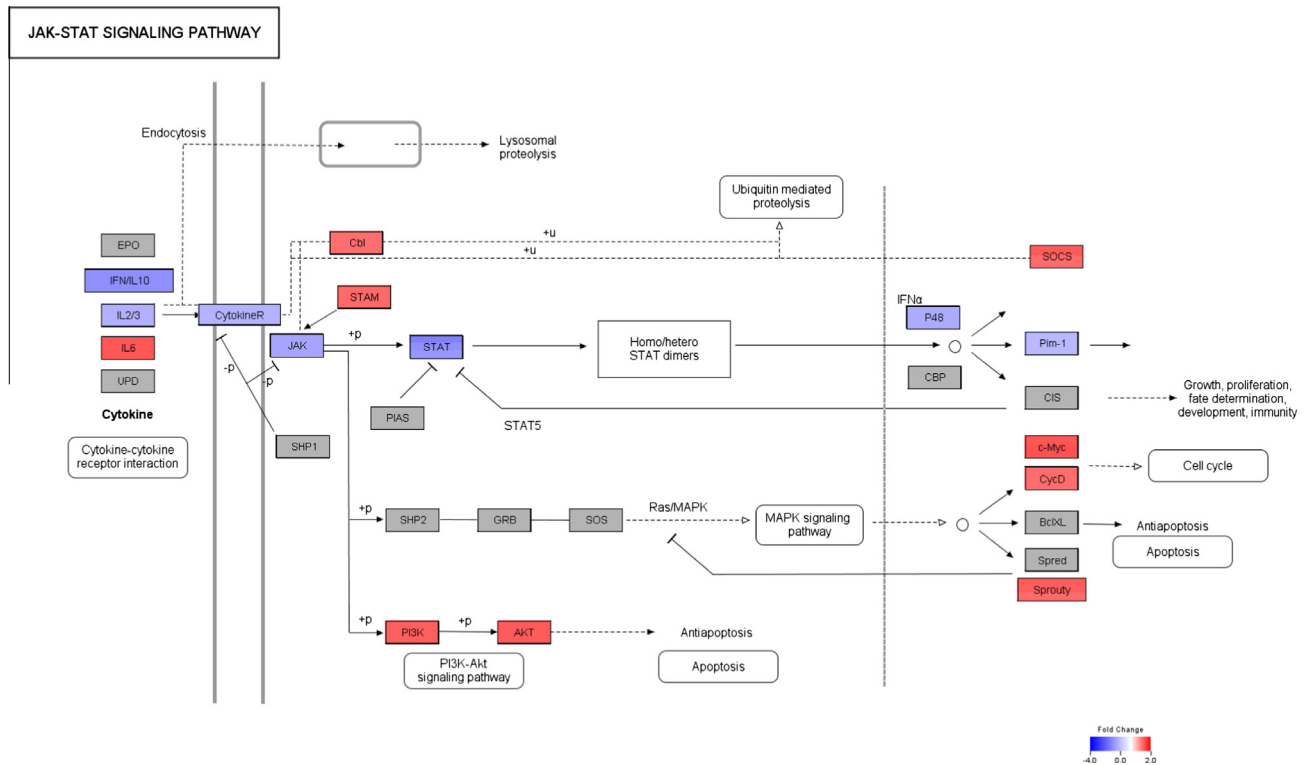 JAK-STAT SIGNALING PATHWAY
Endocytosis
Lysosomal
proteolysis
Ubiquitin mediated
proteolysis
EPO
Cbl
+u
+u
SOCS
IFN/IL10
STAM
IFNα
IL2/3
CytokineR
P48
+p
JAK
STAT
Homo/hetero
STAT dimers
Pim-1
IL6
-p
-p
CBP
UPD
CIS
Growth, proliferation,
fate determination,
development, immunity
Cytokine
PIAS
STAT5
Cytokine-cytokine
receptor interaction
SHP1
c-Myc
Cell cycle
CycD
+p
SHP2
GRB
SOS
Ras/MAPK
MAPK signaling
pathway
BclXL
Antiapoptosis
Apoptosis
Spred
Sprouty
+p
PI3K
+p
AKT
Antiapoptosis
PI3K-Akt
signaling pathway
Apoptosis
Fold Change
-4.0 0.0 2.0